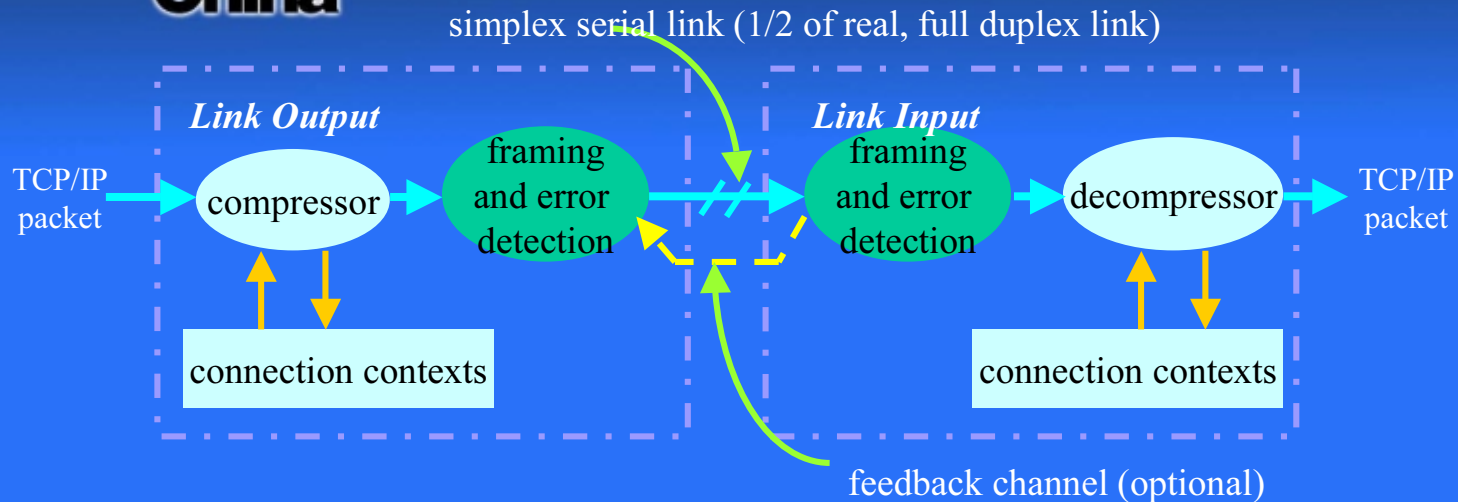 China
simplex serial link (1/2 of real, full duplex link)
Link Output
Link Input
TCP/IP
packet
compressor
framing
and error
detection
framing
and error
detection
decompressor
TCP/IP
packet
connection contexts
connection contexts
feedback channel (optional)